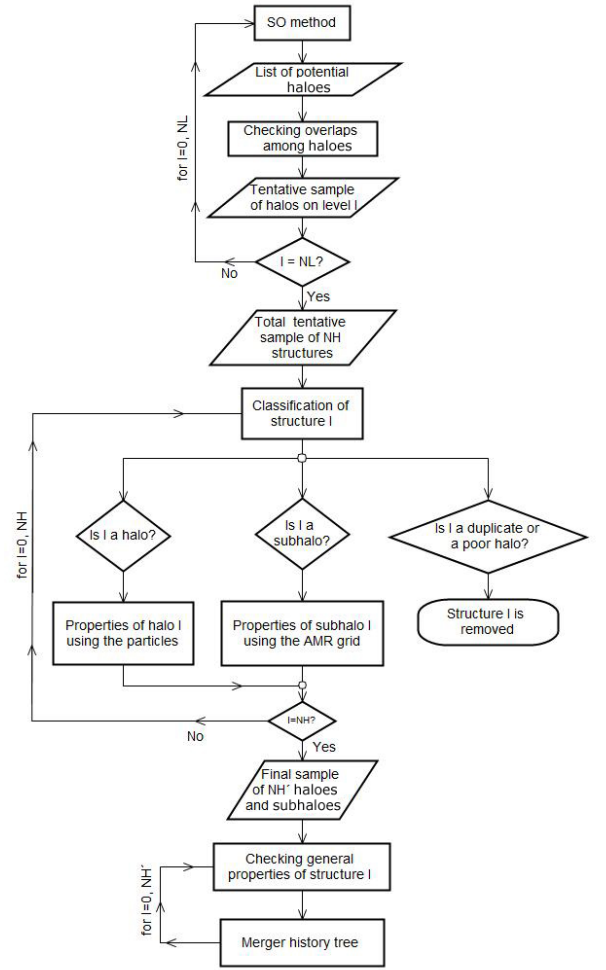 SO method
List of potential
haloes
for l=0, NL
Checking overlaps
among haloes
Tentative sample
of halos on level l
l = NL?
No
Yes
Total tentative
sample of NH
structures
Classification of
structure l
for l=0, NH
Is l a halo?
Is l a
subhalo?
Is l a duplicate or
a poor halo?
Properties of halo l
using the particles
Properties of subhalo l
using the AMR grid
Structure l is
removed
l=NH?
No
Yes
Final sample
of NH´ haloes
and subhaloes
Checking general
properties of structure l
for l=0, NH´
Merger history tree